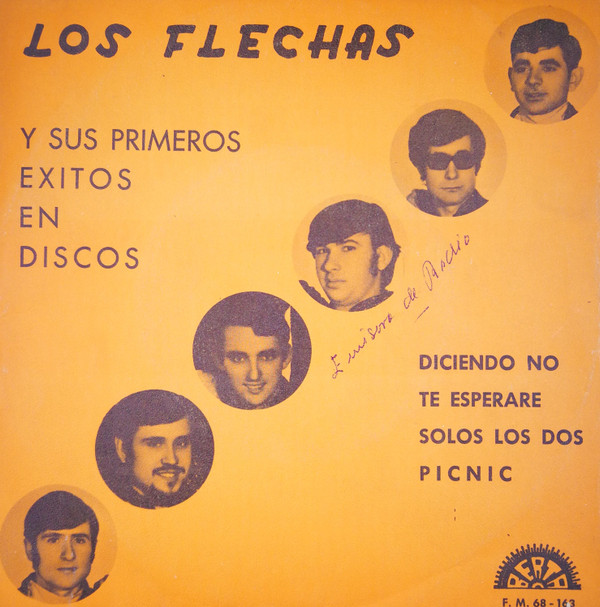 LOS FLECHAS
Y SUS PRIMEROS
EXITOS
EN
DISCOS
Emisora de Radio
DICIENDO NO
TE ESPERARE
SOLOS LOS DOS
PICNIC
BERTA
F. M. 68 - 163